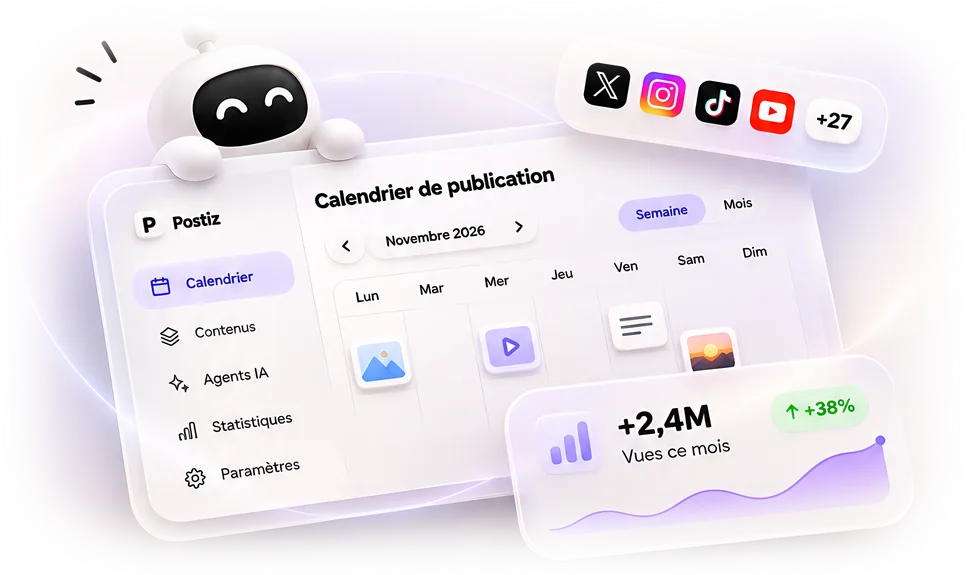 +27
Calendrier de publication
P Postiz
Novembre 2026
Semaine
Mois
Calendrier
Lun Mar Mer Jeu Ven Sam Dim
Contenus
Agents IA
Statistiques
Paramètres
+2,4M
↑ +38%
Vues ce mois